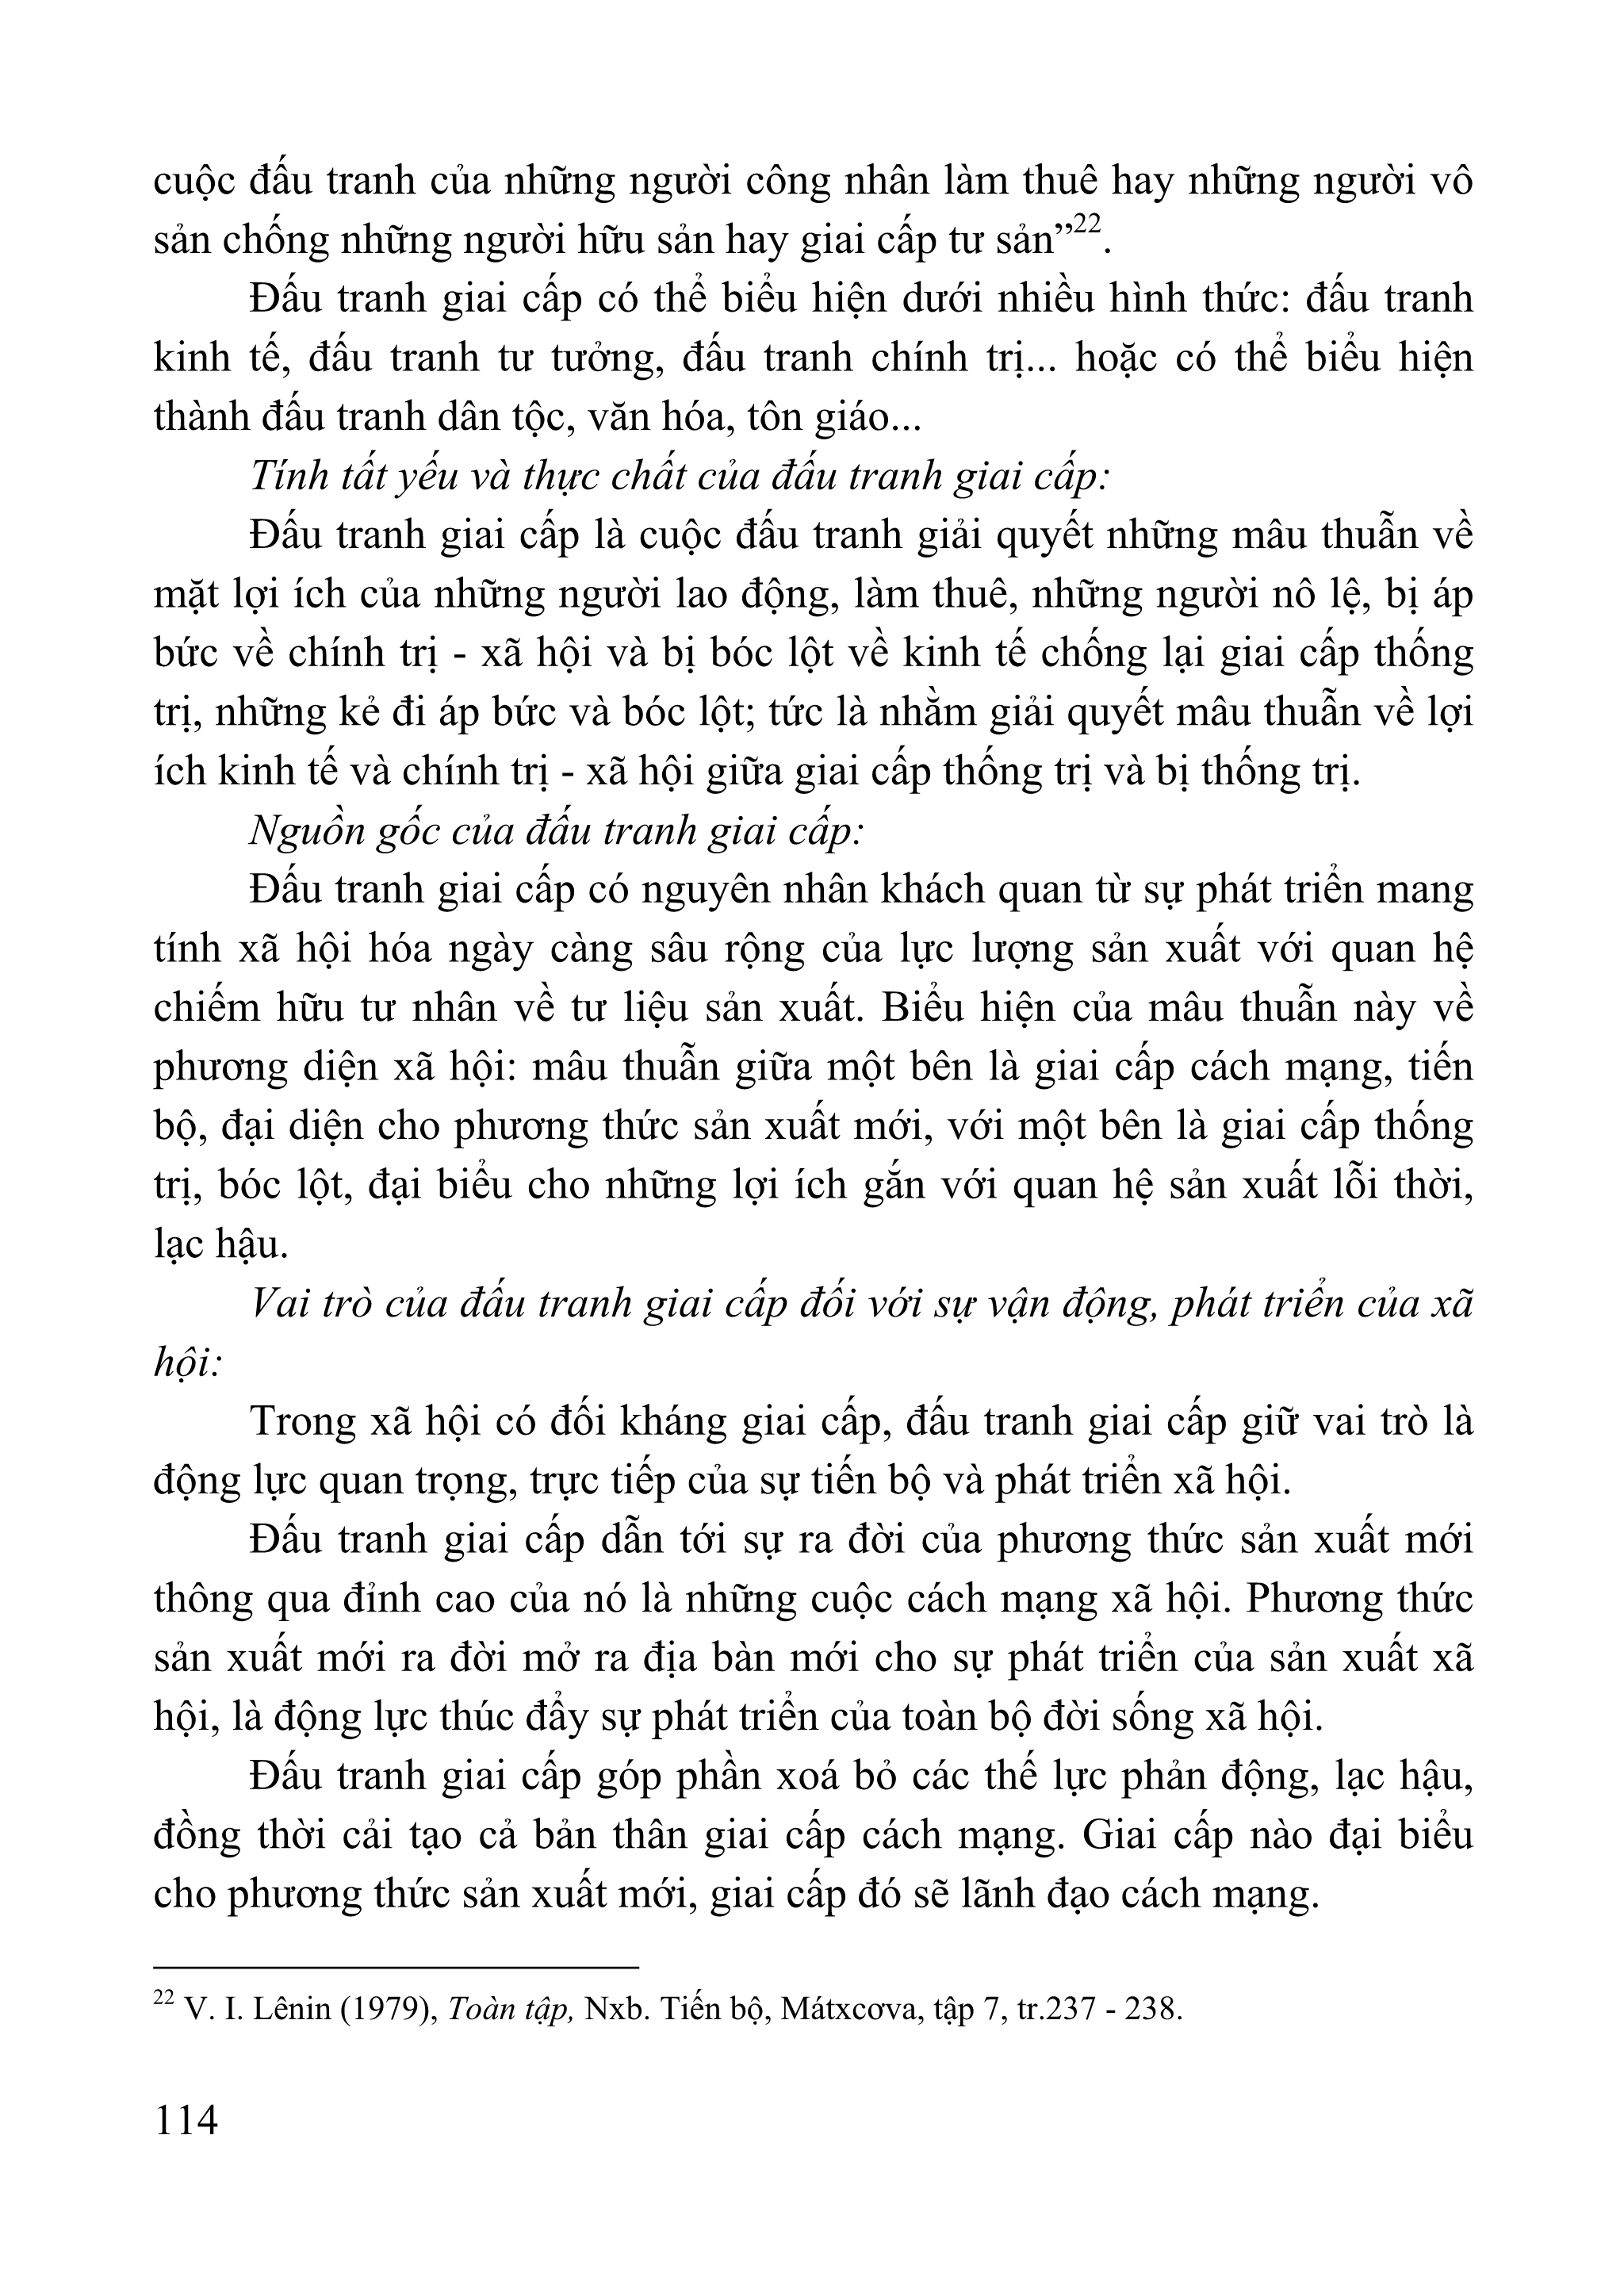 cuộc đấu tranh của những người công nhân làm thuê hay những người vô
sản chống những người hữu sản hay giai cấp tư sản”22.
Đấu tranh giai cấp có thể biểu hiện dưới nhiều hình thức: đấu tranh
kinh tế, đấu tranh tư tưởng, đấu tranh chính trị... hoặc có thể biểu hiện
thành đấu tranh dân tộc, văn hóa, tôn giáo...
Tính tất yếu và thực chất của đấu tranh giai cấp:
Đấu tranh giai cấp là cuộc đấu tranh giải quyết những mâu thuẫn về
mặt lợi ích của những người lao động, làm thuê, những người nô lệ, bị áp
bức về chính trị - xã hội và bị bóc lột về kinh tế chống lại giai cấp thống
trị, những kẻ đi áp bức và bóc lột; tức là nhằm giải quyết mâu thuẫn về lợi
ích kinh tế và chính trị - xã hội giữa giai cấp thống trị và bị thống trị.
Nguồn gốc của đấu tranh giai cấp:
Đấu tranh giai cấp có nguyên nhân khách quan từ sự phát triển mang
tính xã hội hóa ngày càng sâu rộng của lực lượng sản xuất với quan hệ
chiếm hữu tư nhân về tư liệu sản xuất. Biểu hiện của mâu thuẫn này về
phương diện xã hội: mâu thuẫn giữa một bên là giai cấp cách mạng, tiến
bộ, đại diện cho phương thức sản xuất mới, với một bên là giai cấp thống
trị, bóc lột, đại biểu cho những lợi ích gắn với quan hệ sản xuất lỗi thời,
lạc hậu.
Vai trò của đấu tranh giai cấp đối với sự vận động, phát triển của xã
hội:
Trong xã hội có đối kháng giai cấp, đấu tranh giai cấp giữ vai trò là
động lực quan trọng, trực tiếp của sự tiến bộ và phát triển xã hội.
Đấu tranh giai cấp dẫn tới sự ra đời của phương thức sản xuất mới
thông qua đỉnh cao của nó là những cuộc cách mạng xã hội. Phương thức
sản xuất mới ra đời mở ra địa bàn mới cho sự phát triển của sản xuất xã
hội, là động lực thúc đẩy sự phát triển của toàn bộ đời sống xã hội.
Đấu tranh giai cấp góp phần xoá bỏ các thế lực phản động, lạc hậu,
đồng thời cải tạo cả bản thân giai cấp cách mạng. Giai cấp nào đại biểu
cho phương thức sản xuất mới, giai cấp đó sẽ lãnh đạo cách mạng.
22 V. I. Lênin (1979), Toàn tập, Nxb. Tiến bộ, Mátxcơva, tập 7, tr.237 - 238.
114